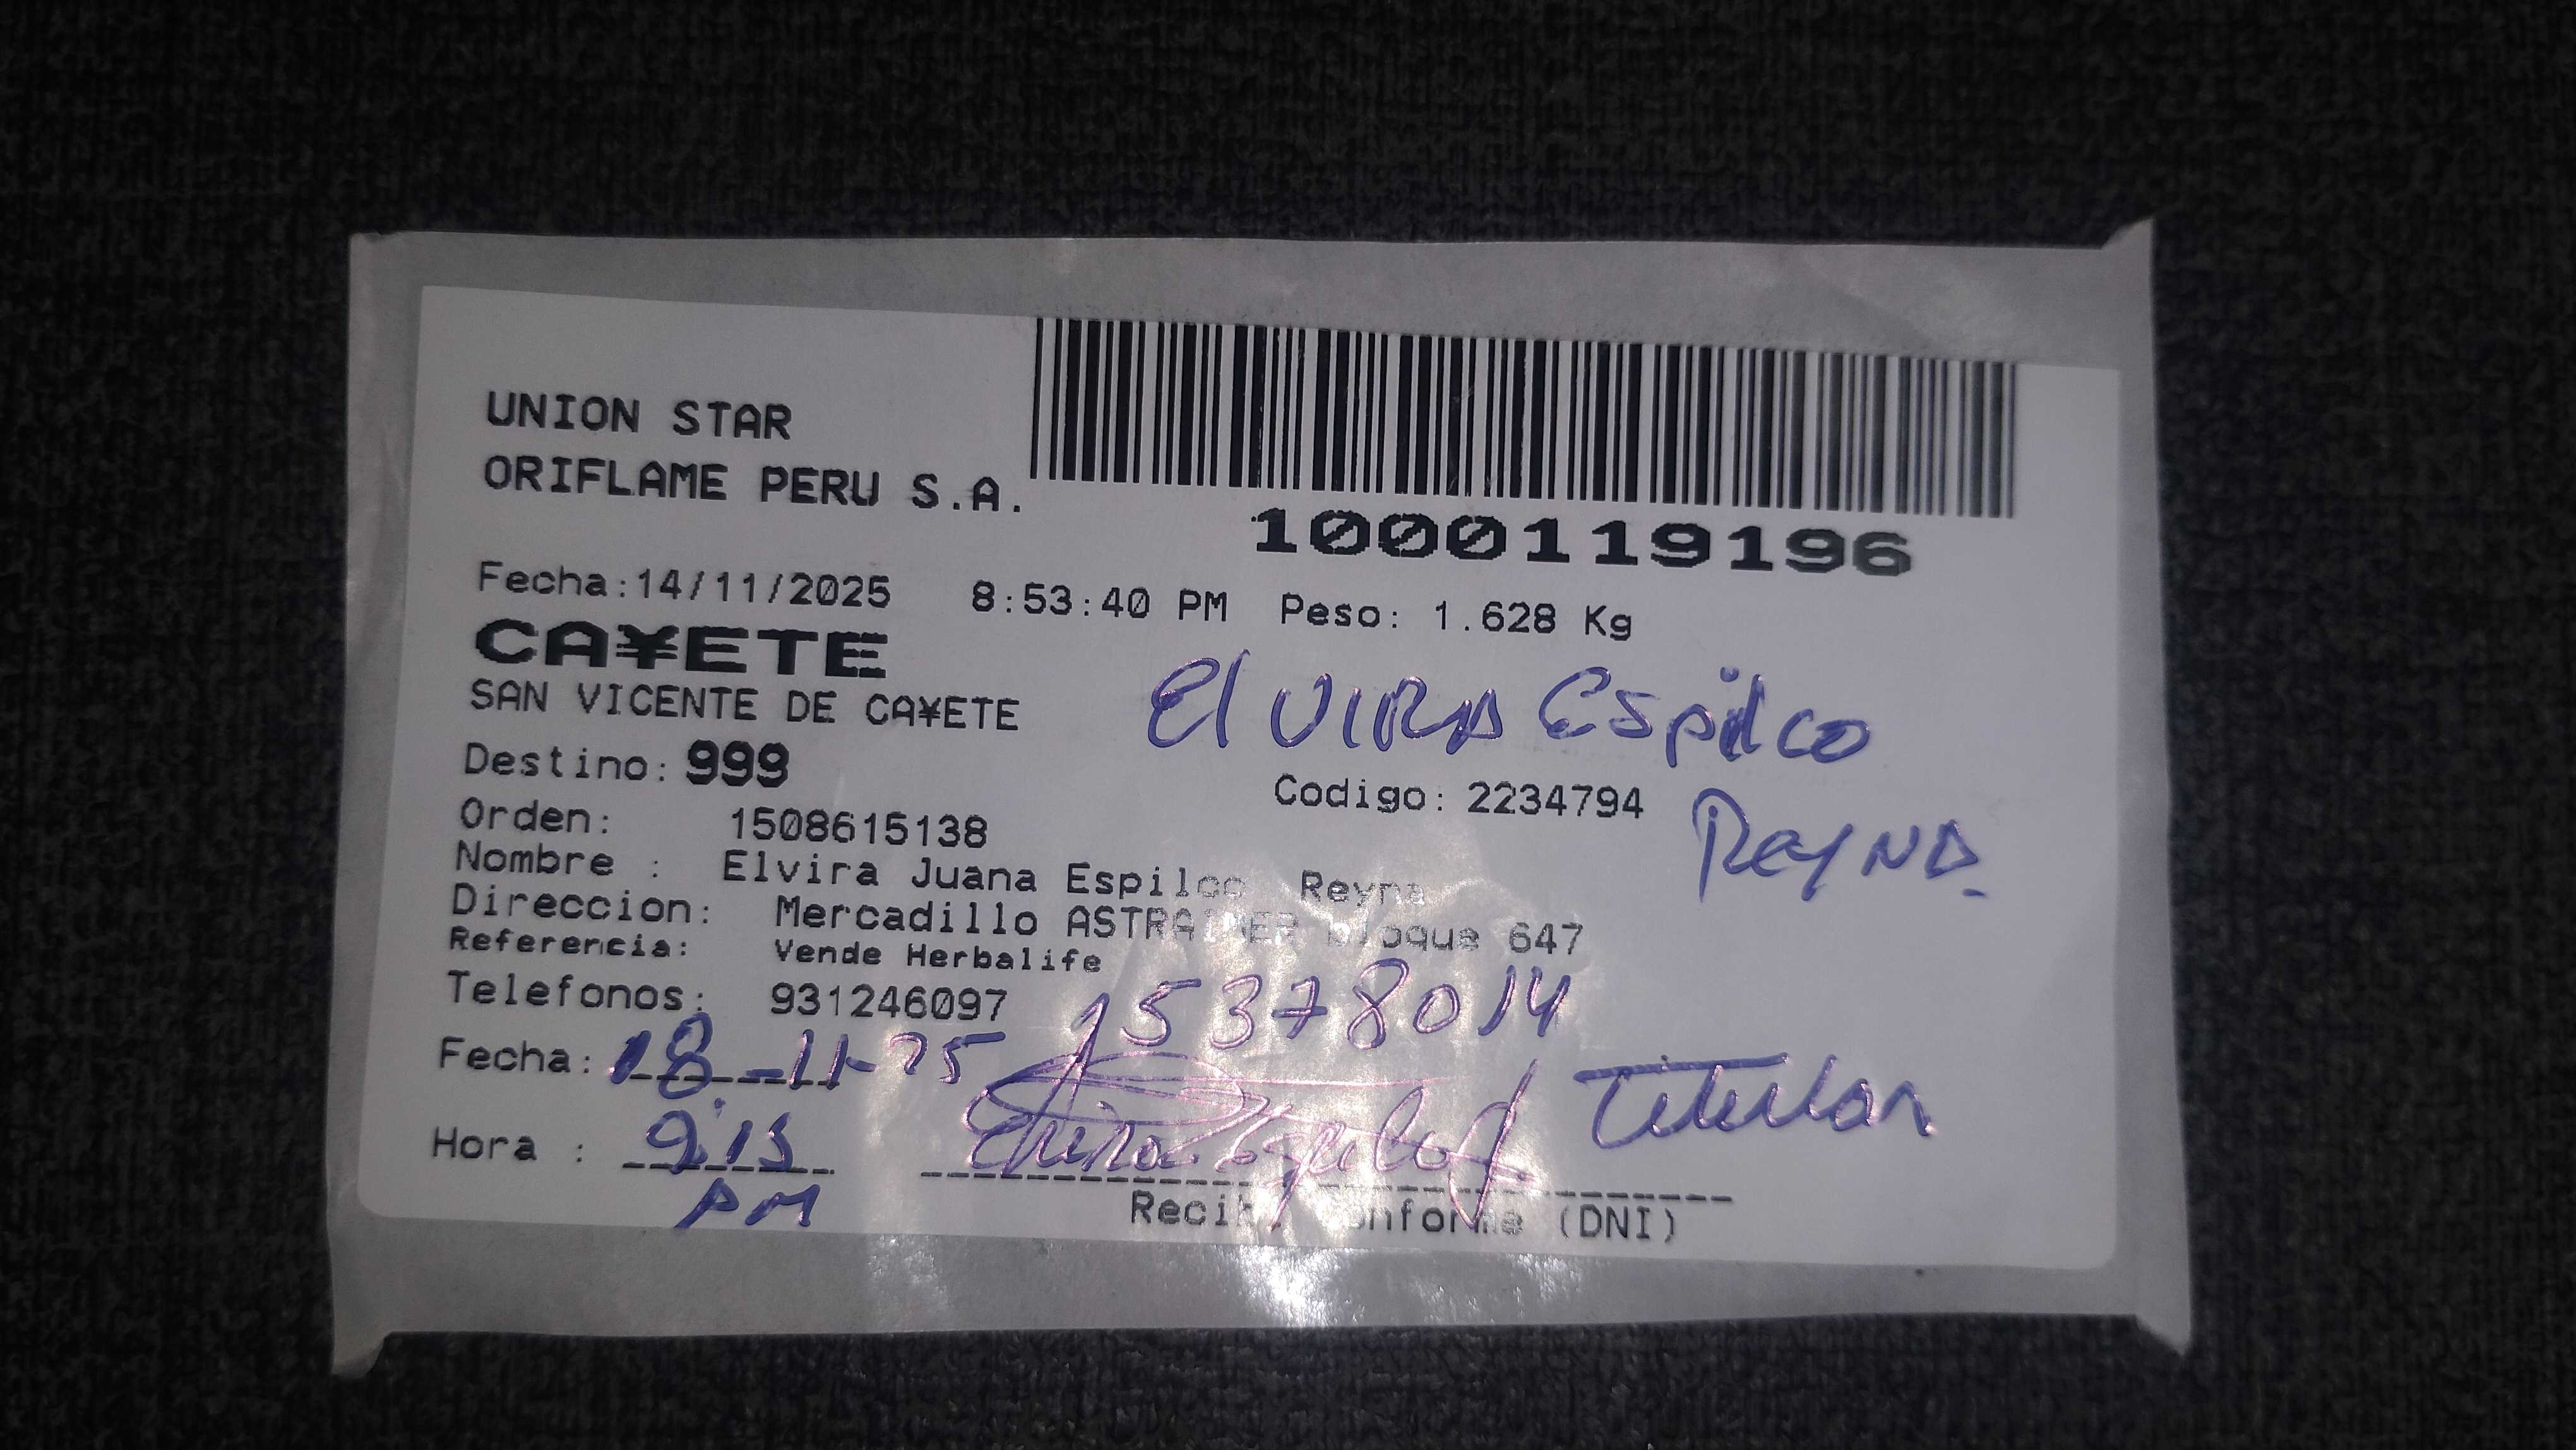 UNION STAR
ORIFLAME PERU S.A.
1000119196
Fecha:14/11/2025 8:53:40 PM Peso: 1.628 Kg
CA¥ETE
SAN VICENTE DE CA¥ETE
Elvira Espilco
Destino: 999
Codigo: 2234794
Reyna
Orden: 1508615138
Nombre : Elvira Juana Espilco Reyna
Direccion: Mercadillo bloque 647
Referencia: Vende Herbalife
Telefonos: 931246097
15378014
Fecha: 18-11-25
Titular
Hora : 9:15
PM
Recibi Conforme (DNI)